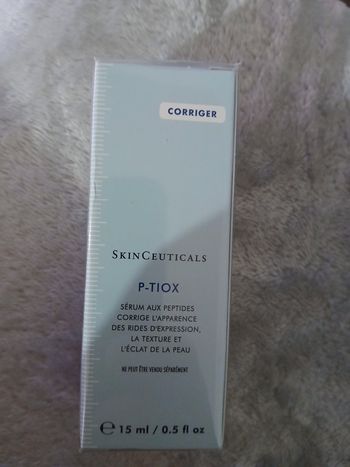 CORRIGER
SKINCEUTICALS
P-TIOX
SÉRUM AUX PEPTIDES
CORRIGE L'APPARENCE
DES RIDES D'EXPRESSION,
LA TEXTURE ET
L'ÉCLAT DE LA PEAU
NE PEUT ÊTRE VENDU SÉPARÉMENT
℮ 15 ml / 0.5 fl oz